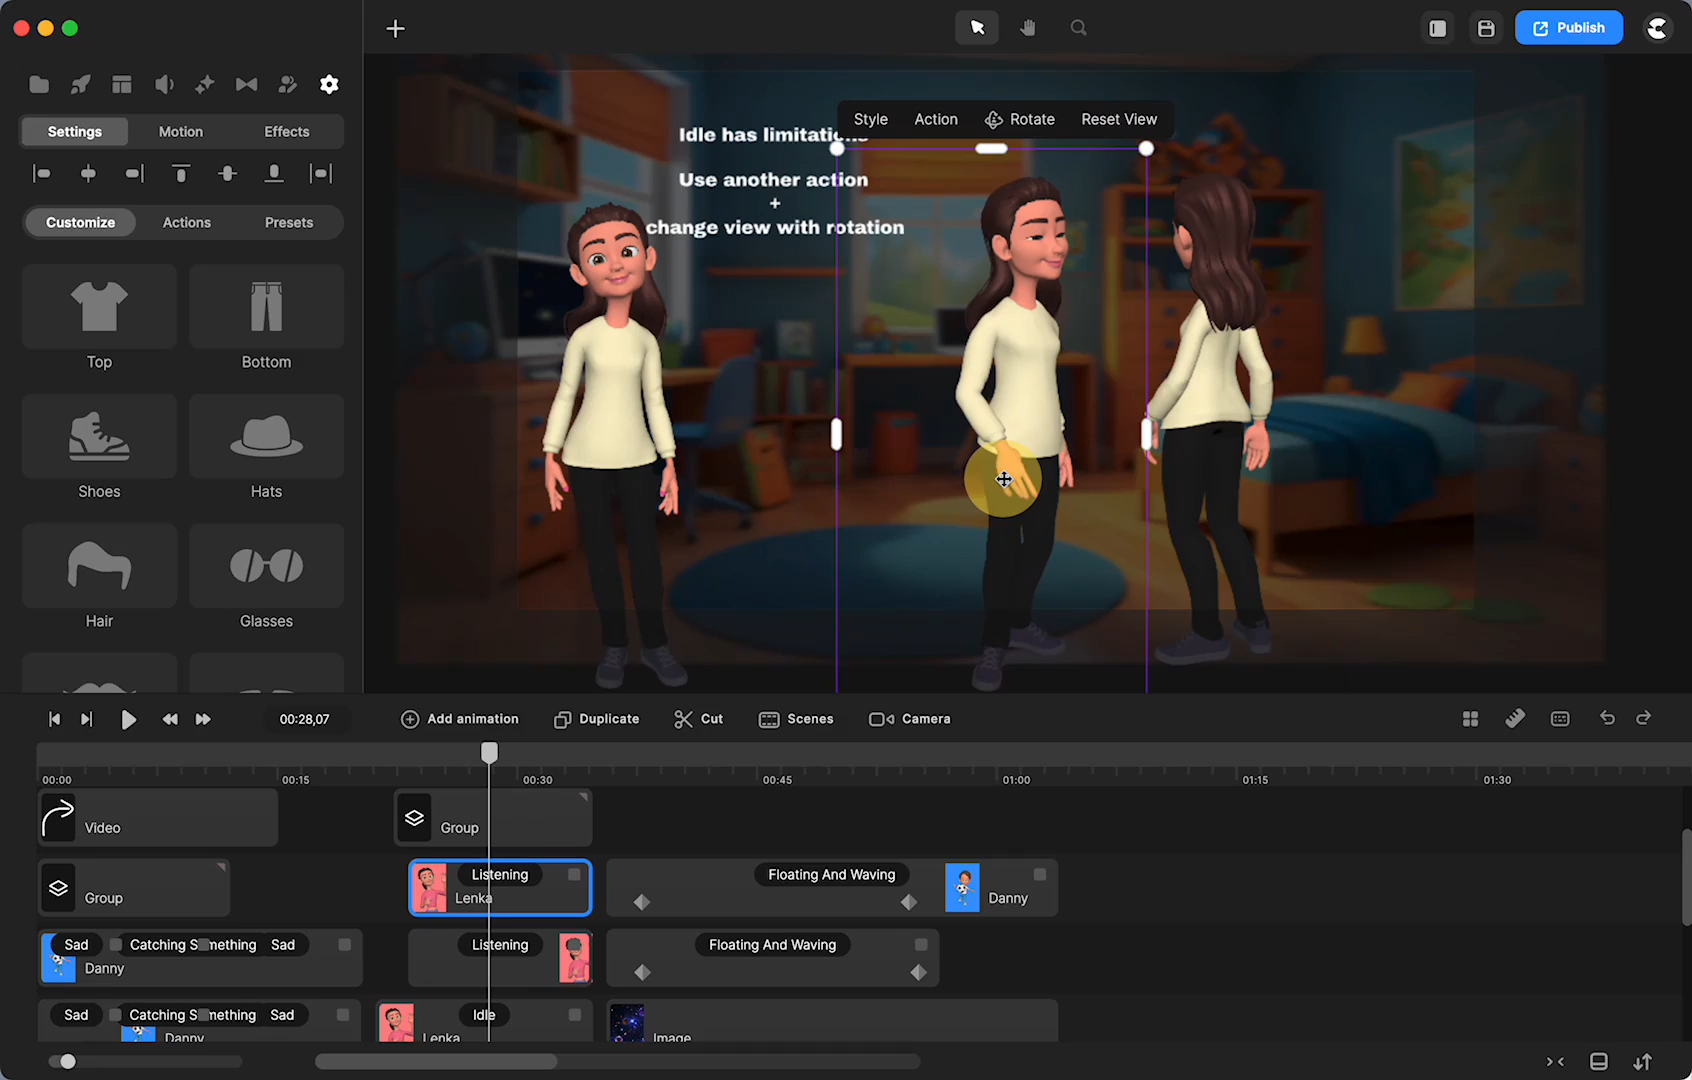 Publish
Settings
Motion
Effects
Customize
Actions
Presets
Top
Bottom
Shoes
Hats
Hair
Glasses
Style
Action
Rotate
Reset View
Idle has limitations
Use another action
+
change view with rotation
00:28,07
Add animation
Duplicate
Cut
Scenes
Camera
00:00
00:15
00:30
00:45
01:00
01:15
01:30
Video
Group
Group
Listening
Lenka
Floating And Waving
Danny
Sad
Catching Something
Sad
Danny
Listening
Floating And Waving
Sad
Catching Something
Sad
Danny
Idle
Lenka
Image